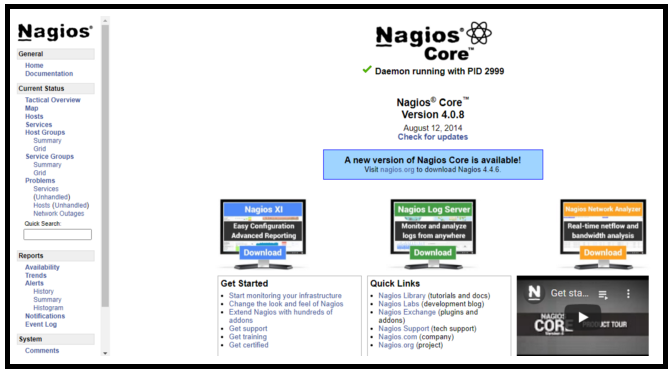 Nagios®
General
Home
Documentation
Current Status
Tactical Overview
Map
Hosts
Services
Host Groups
Summary
Grid
Service Groups
Summary
Grid
Problems
Services
(Unhandled)
Hosts (Unhandled)
Network Outages
Quick Search:
Reports
Availability
Trends
Alerts
History
Summary
Histogram
Notifications
Event Log
System
Comments
Nagios®
Core™
Daemon running with PID 2999
Nagios® Core™
Version 4.0.8
August 12, 2014
Check for updates
A new version of Nagios Core is available!
Visit nagios.org to download Nagios 4.4.6.
Nagios XI
Easy Configuration
Advanced Reporting
Download
Nagios Log Server
Monitor and analyze
logs from anywhere
Download
Nagios Network Analyzer
Real-time netflow and
bandwidth analysis
Download
Get Started
Start monitoring your infrastructure
Change the look and feel of Nagios
Extend Nagios with hundreds of
addons
Get support
Get training
Get certified
Quick Links
Nagios Library (tutorials and docs)
Nagios Labs (development blog)
Nagios Exchange (plugins and
addons)
Nagios Support (tech support)
Nagios.com (company)
Nagios.org (project)
N Get sta...
NAGIOS
CORE PRODUCT TOUR